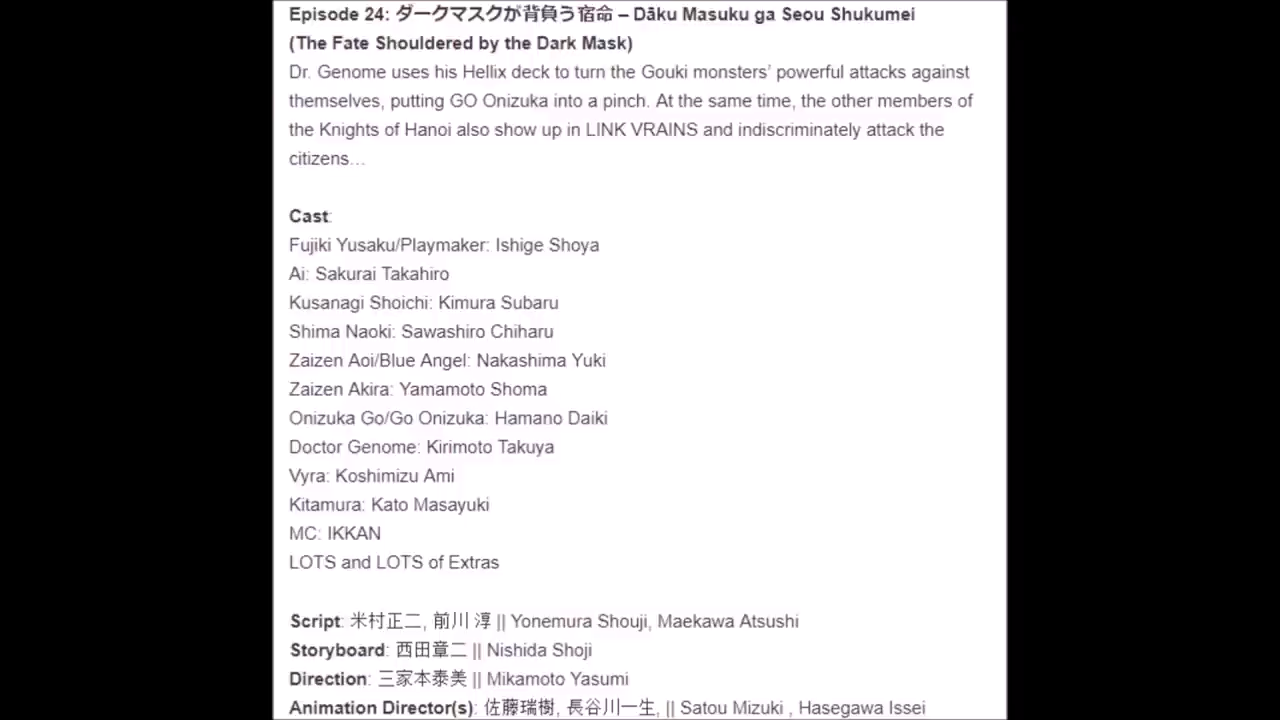 Episode 24: ダークマスクが背負う宿命 – Dāku Masuku ga Seou Shukumei
(The Fate Shouldered by the Dark Mask)
Dr. Genome uses his Hellix deck to turn the Gouki monsters’ powerful attacks against
themselves, putting GO Onizuka into a pinch. At the same time, the other members of
the Knights of Hanoi also show up in LINK VRAINS and indiscriminately attack the
citizens…
Cast:
Fujiki Yusaku/Playmaker: Ishige Shoya
Ai: Sakurai Takahiro
Kusanagi Shoichi: Kimura Subaru
Shima Naoki: Sawashiro Chiharu
Zaizen Aoi/Blue Angel: Nakashima Yuki
Zaizen Akira: Yamamoto Shoma
Onizuka Go/Go Onizuka: Hamano Daiki
Doctor Genome: Kirimoto Takuya
Vyra: Koshimizu Ami
Kitamura: Kato Masayuki
MC: IKKAN
LOTS and LOTS of Extras
Script: 米村正二, 前川 淳 || Yonemura Shouji, Maekawa Atsushi
Storyboard: 西田章二 || Nishida Shoji
Direction: 三家本泰美 || Mikamoto Yasumi
Animation Director(s): 佐藤瑞樹, 長谷川一生, || Satou Mizuki , Hasegawa Issei